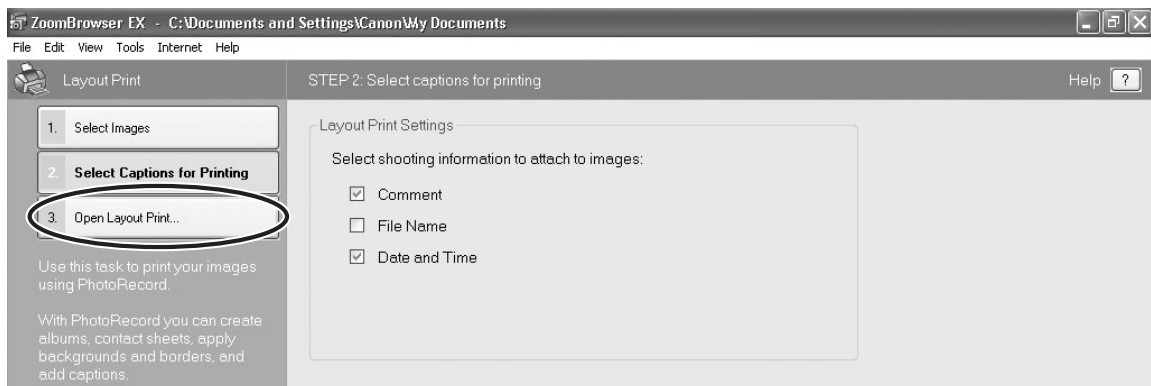 ZoomBrowser EX - C:\Documents and Settings\Canon\My Documents
File Edit View Tools Internet Help
Layout Print
STEP 2: Select captions for printing
Help ?
1. Select Images
2. Select Captions for Printing
3. Open Layout Print...
Use this task to print your images
using PhotoRecord.
With PhotoRecord you can create
albums, contact sheets, apply
backgrounds and borders, and
add captions.
Layout Print Settings
Select shooting information to attach to images:
Comment
File Name
Date and Time